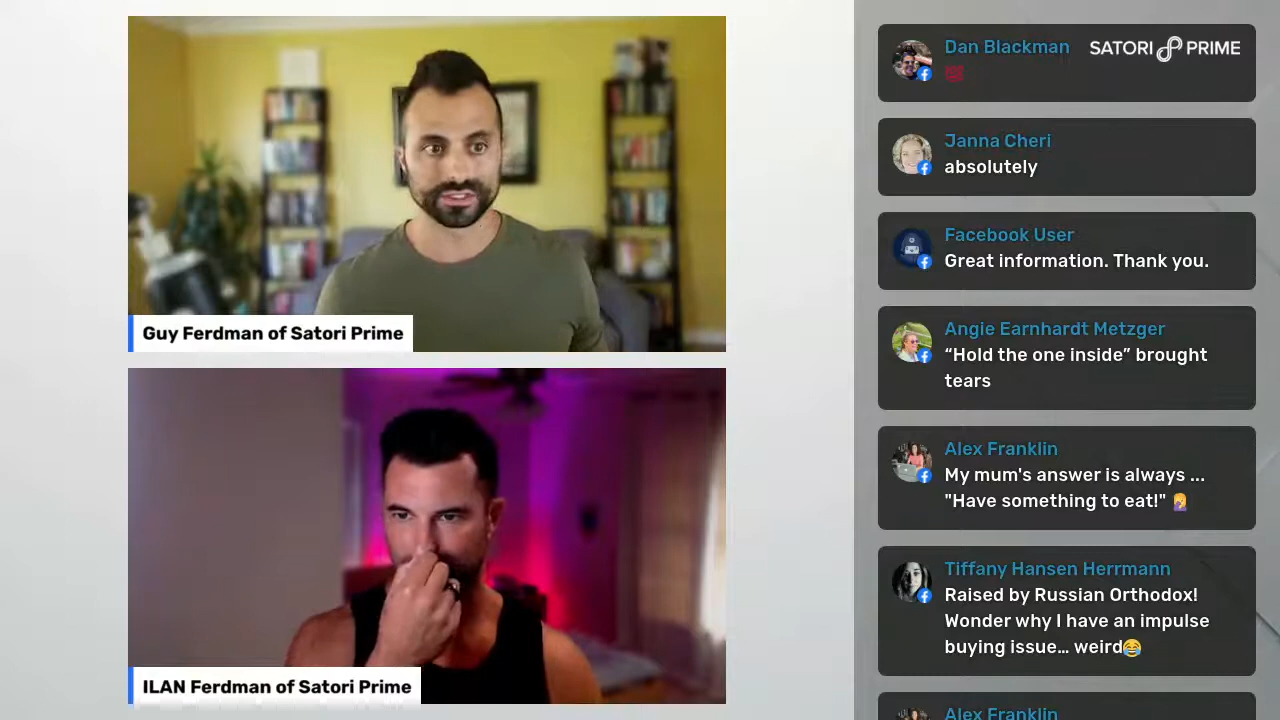 Guy Ferdman of Satori Prime
ILAN Ferdman of Satori Prime
SATORI PRIME
Dan Blackman
💯
Janna Cheri
absolutely
Facebook User
Great information. Thank you.
Angie Earnhardt Metzger
“Hold the one inside” brought
tears
Alex Franklin
My mum's answer is always ...
"Have something to eat!" 🤦‍♀️
Tiffany Hansen Herrmann
Raised by Russian Orthodox!
Wonder why I have an impulse
buying issue… weird😂
Alex Franklin